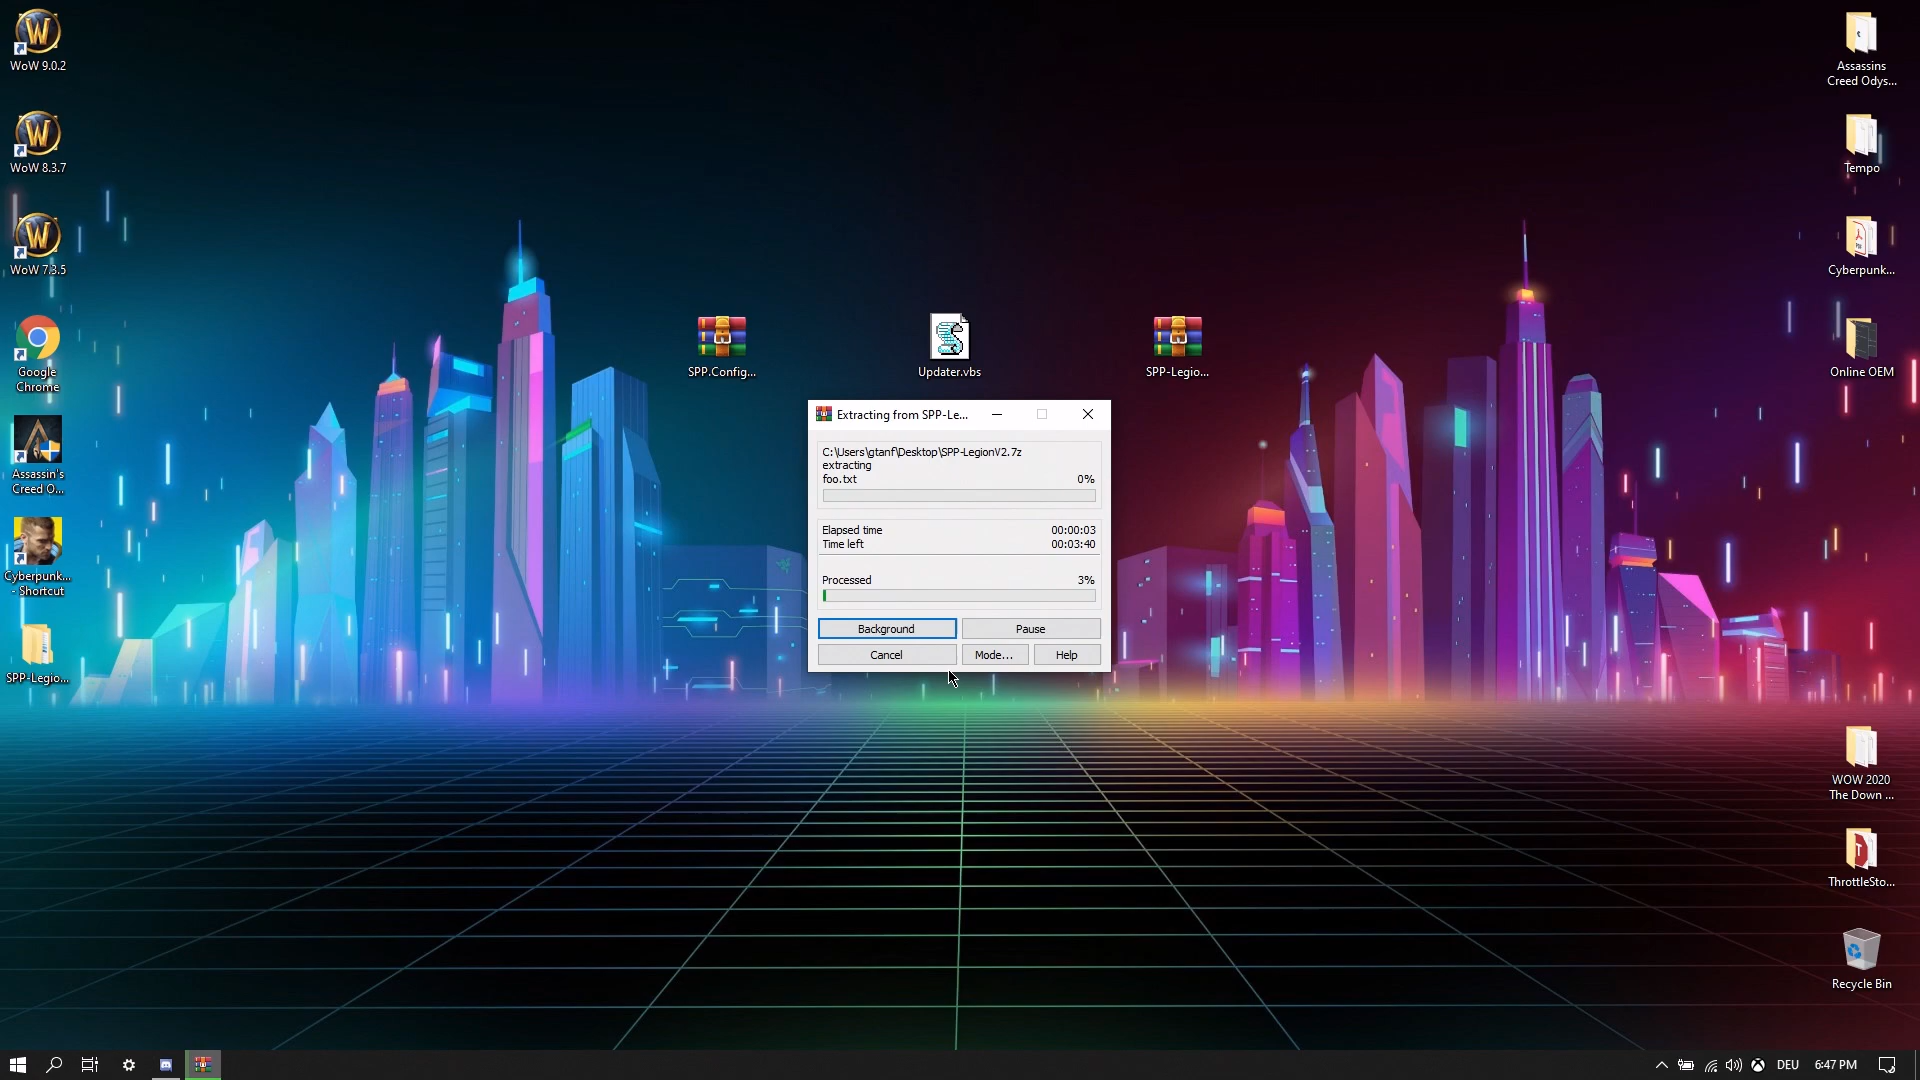 WoW 9.0.2
WoW 8.3.7
WoW 7.3.5
Google
Chrome
Assassin's
Creed O...
Cyberpunk...
- Shortcut
SPP-Legio...
SPP.Config...
Updater.vbs
SPP-Legio...
Extracting from SPP-Le...
C:\Users\gtanf\Desktop\SPP-LegionV2.7z
extracting
foo.txt 0%
Elapsed time 00:00:03
Time left 00:03:40
Processed 3%
Background Pause
Cancel Mode... Help
Assassins
Creed Odys...
Tempo
Cyberpunk...
Online OEM
WOW 2020
The Down ...
ThrottleSto...
Recycle Bin
DEU 6:47 PM